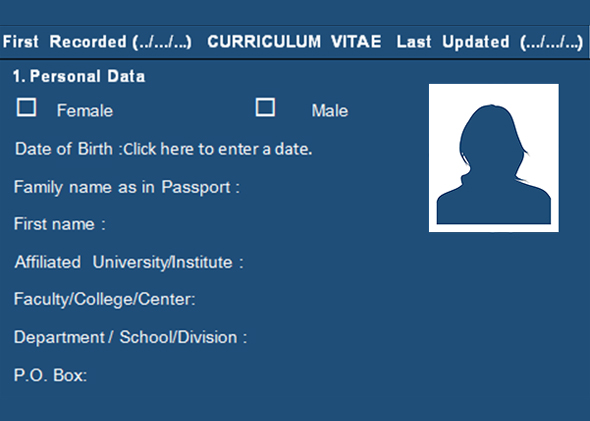 First Recorded (../.../...) CURRICULUM VITAE Last Updated (.../.../...)
1. Personal Data
☐ Female ☐ Male
Date of Birth :Click here to enter a date.
Family name as in Passport :
First name :
Affiliated University/Institute :
Faculty/College/Center:
Department / School/Division :
P.O. Box: